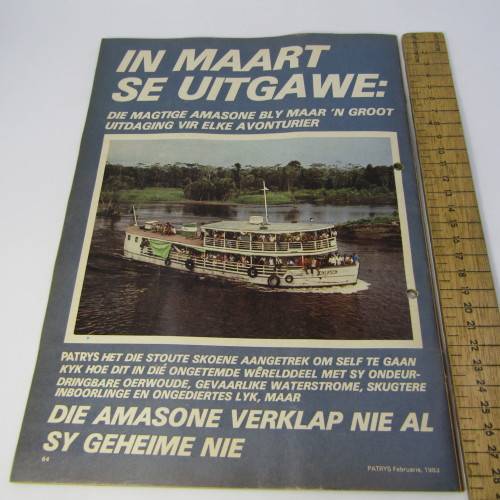 IN MAART
SE UITGAWE:
DIE MAGTIGE AMASONE BLY MAAR 'N GROOT
UITDAGING VIR ELKE AVONTURIER
PATRYS HET DIE STOUTE SKOENE AANGETREK OM SELF TE GAAN
KYK HOE DIT IN DIÉ ONGETEMDE WÊRELDDEEL MET SY ONDEUR-
DRINGBARE OERWOUDE, GEVAARLIKE WATERSTROME, SKUGTERE
INBOORLINGE EN ONGEDIERTES LYK, MAAR
DIE AMASONE VERKLAP NIE AL
SY GEHEIME NIE
64
PATRYS Februarie, 1983